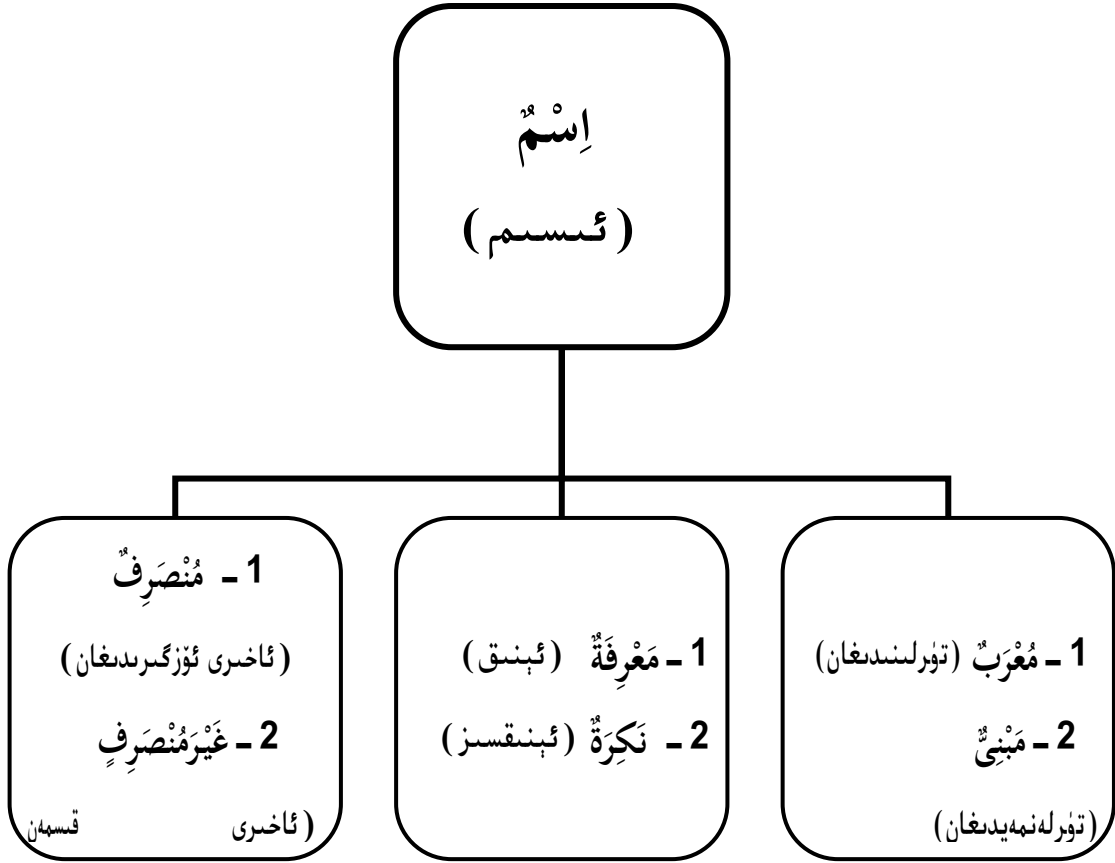 اِسْمٌ
(ئىسىم)
1 ـ مُعْرَبٌ (تۈرلىنىدىغان)
2 ـ مَبْنِىٌّ
(تۈرلەنمەيدىغان)
1 ـ مَعْرِفَةٌ (ئېنىق)
2 ـ نَكِرَةٌ (ئېنىقسىز)
1 ـ مُنْصَرِفٌ
(ئاخىرى ئۆزگىرىدىغان)
2 ـ غَيْرَمُنْصَرِفٍ
(ئاخىرى قىسمەن